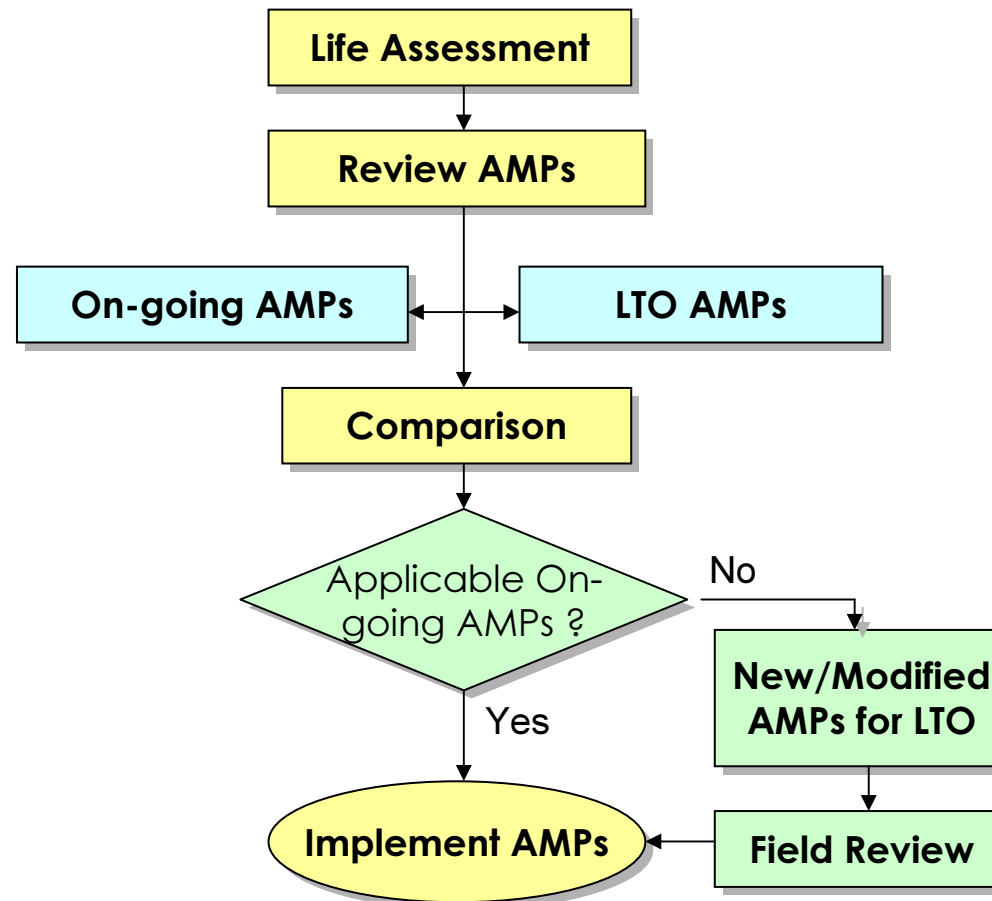 Life Assessment
Review AMPs
On-going AMPs
LTO AMPs
Comparison
Applicable On-
going AMPs ?
No
New/Modified
AMPs for LTO
Yes
Implement AMPs
Field Review